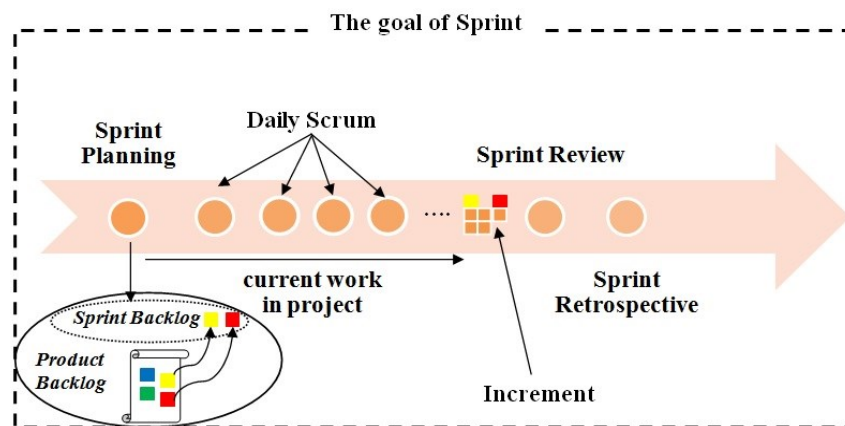 The goal of Sprint
Sprint
Planning
Daily Scrum
Sprint Review
....
current work
in project
Sprint
Retrospective
Sprint Backlog
Product
Backlog
Increment